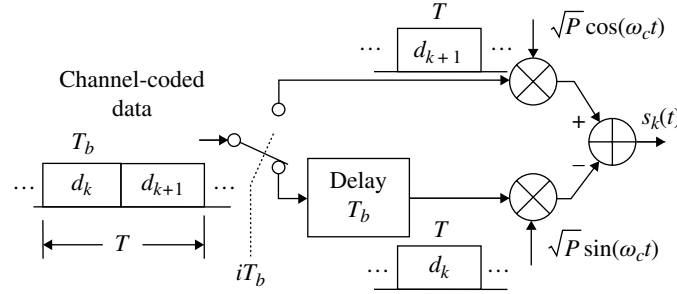 T
√P cos(ω_c t)
⋯ d_{k+1} ⋯
Channel-coded
data
+
s_k(t)
T_b
⋯ d_k d_{k+1} ⋯
Delay
T_b
−
T
T
⋯ d_k ⋯
√P sin(ω_c t)
iT_b